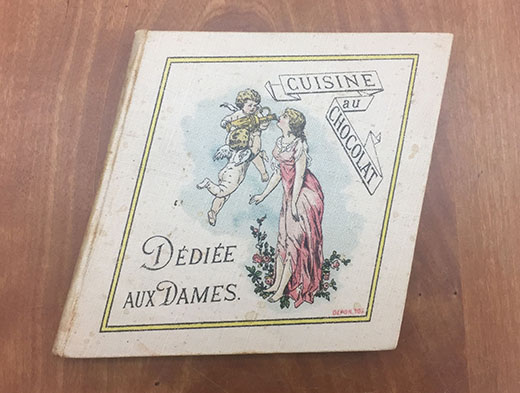 CUISINE
au
CHOCOLAT
DÉDIÉE
AUX DAMES.